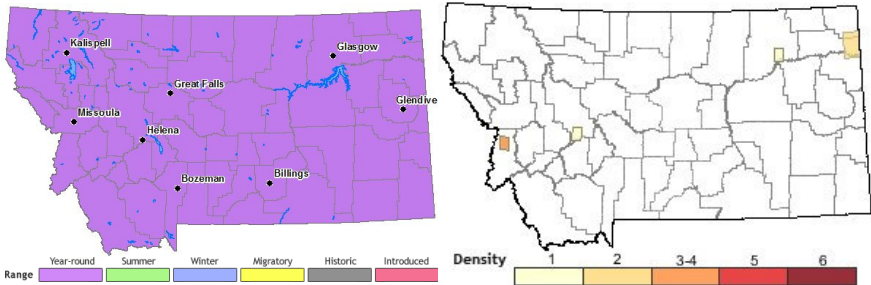 Kalispell
Glasgow
Great Falls
Glendive
Missoula
Helena
Bozeman
Billings
Year-round Summer Winter Migratory Historic Introduced
Range
Density 1 2 3-4 5 6